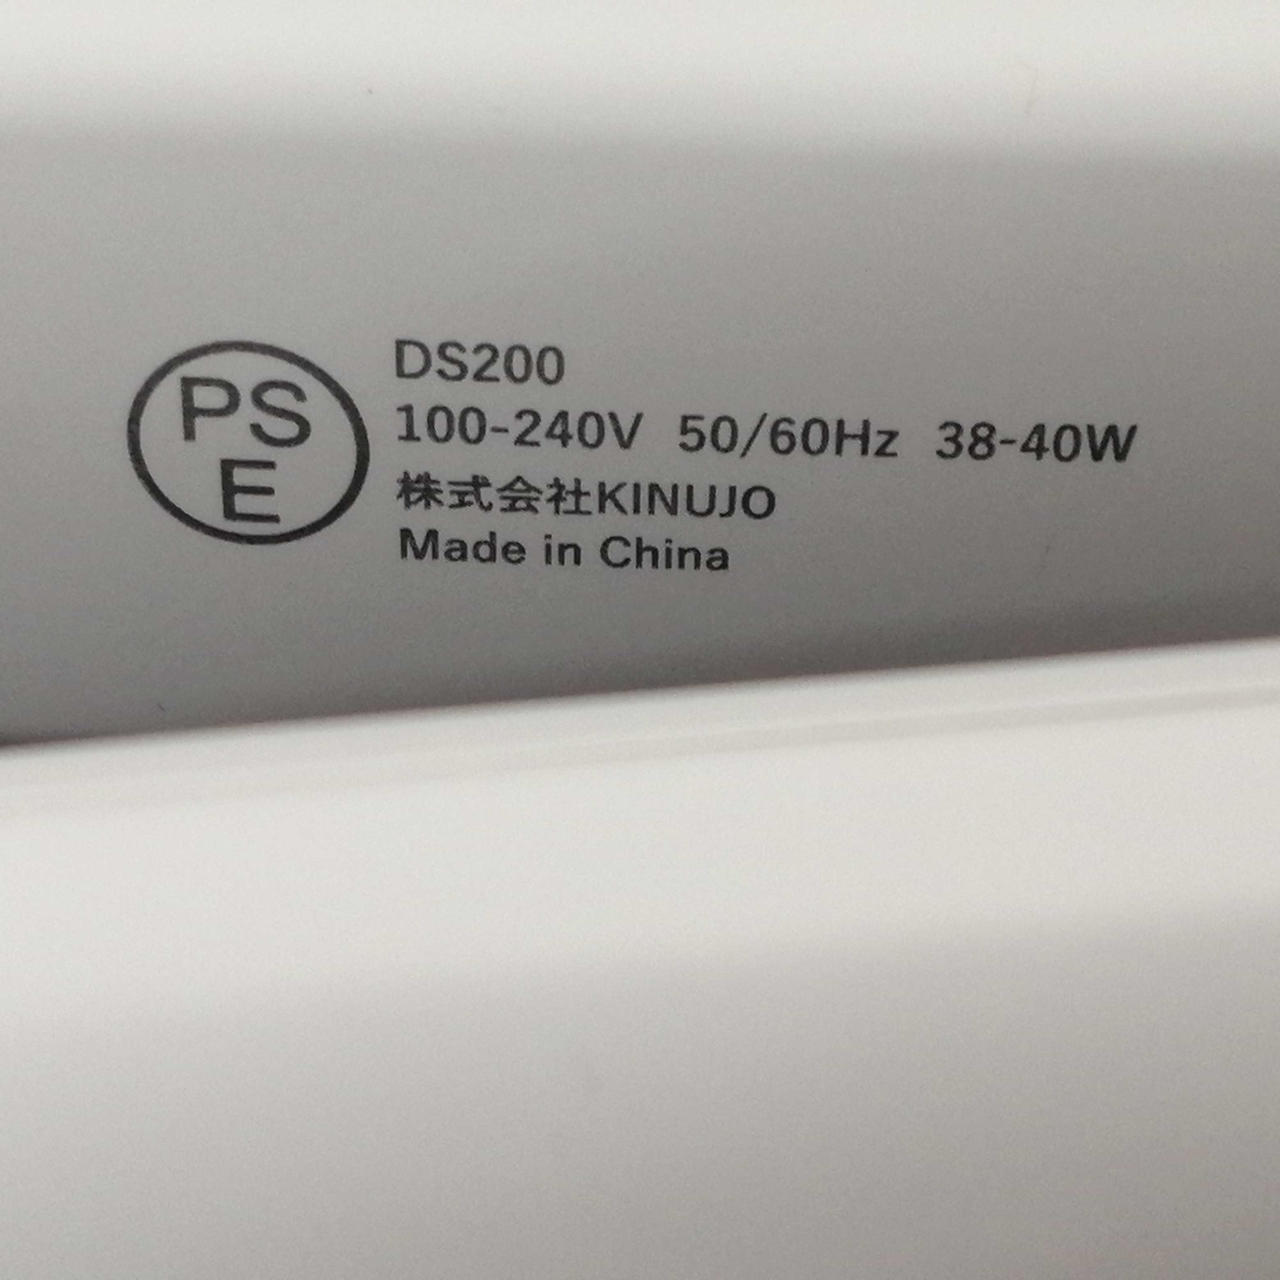 PS
E
DS200
100-240V 50/60Hz 38-40W
株式会社KINUJO
Made in China